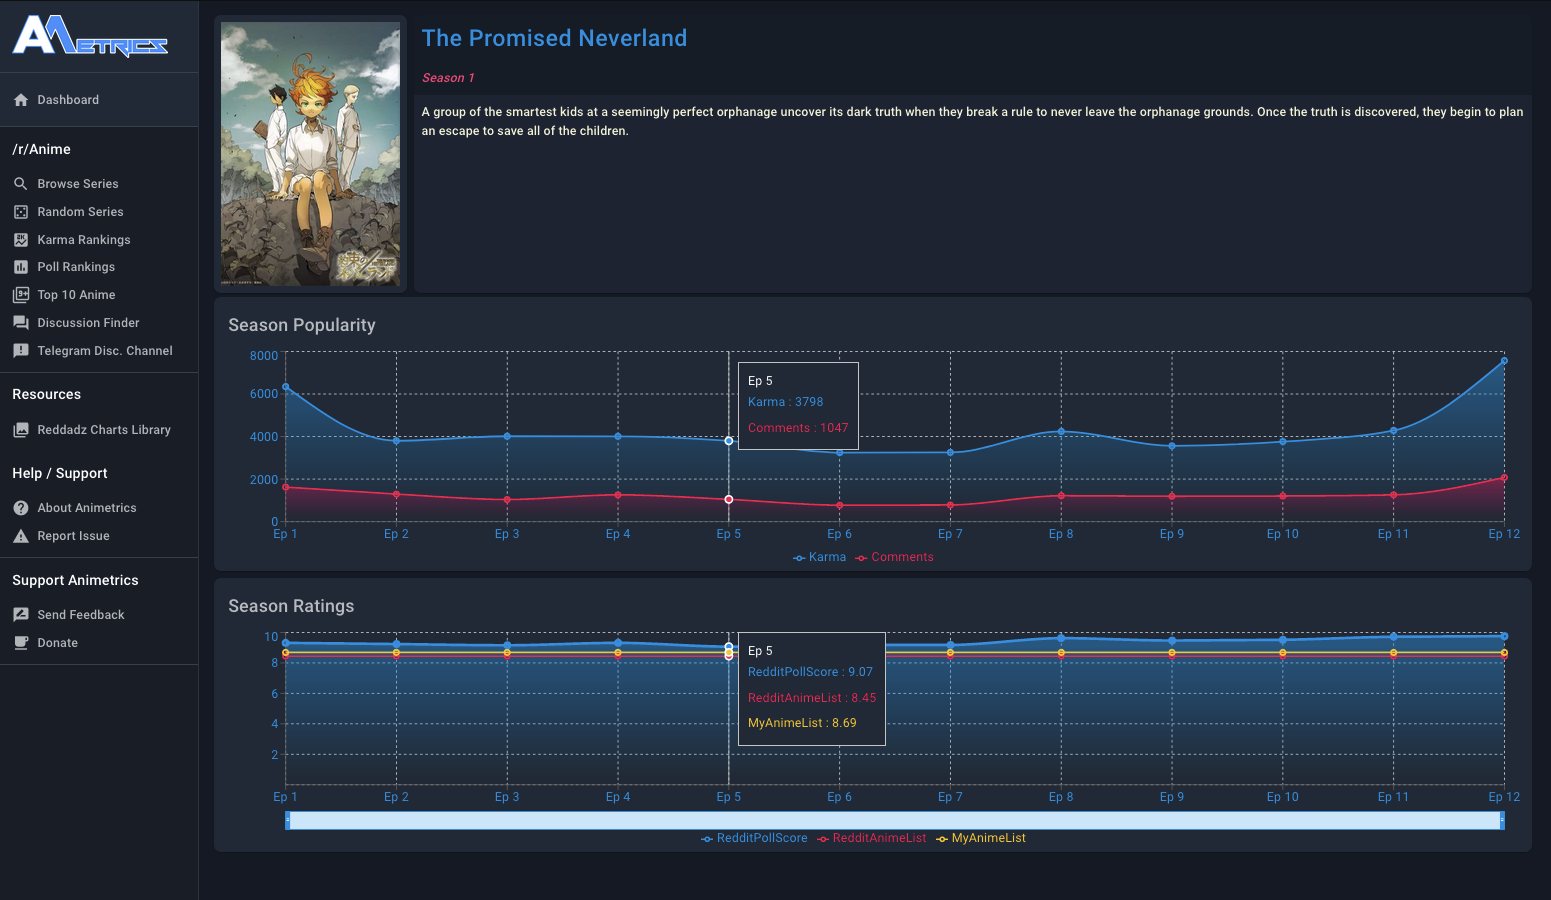 AMETRICS
Dashboard
/r/Anime
Browse Series
Random Series
Karma Rankings
Poll Rankings
Top 10 Anime
Discussion Finder
Telegram Disc. Channel
Resources
Reddadz Charts Library
Help / Support
About Animetrics
Report Issue
Support Animetrics
Send Feedback
Donate
The Promised Neverland
Season 1
A group of the smartest kids at a seemingly perfect orphanage uncover its dark truth when they break a rule to never leave the orphanage grounds. Once the truth is discovered, they begin to plan
an escape to save all of the children.
Season Popularity
8000
6000
4000
2000
0
Ep 5
Karma : 3798
Comments : 1047
Ep 1 Ep 2 Ep 3 Ep 4 Ep 5 Ep 6 Ep 7 Ep 8 Ep 9 Ep 10 Ep 11 Ep 12
Karma Comments
Season Ratings
10
8
6
4
2
Ep 5
RedditPollScore : 9.07
RedditAnimeList : 8.45
MyAnimeList : 8.69
Ep 1 Ep 2 Ep 3 Ep 4 Ep 5 Ep 6 Ep 7 Ep 8 Ep 9 Ep 10 Ep 11 Ep 12
RedditPollScore RedditAnimeList MyAnimeList